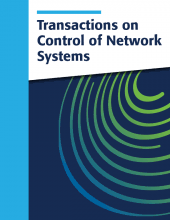 Transactions on
Control of Network
Systems